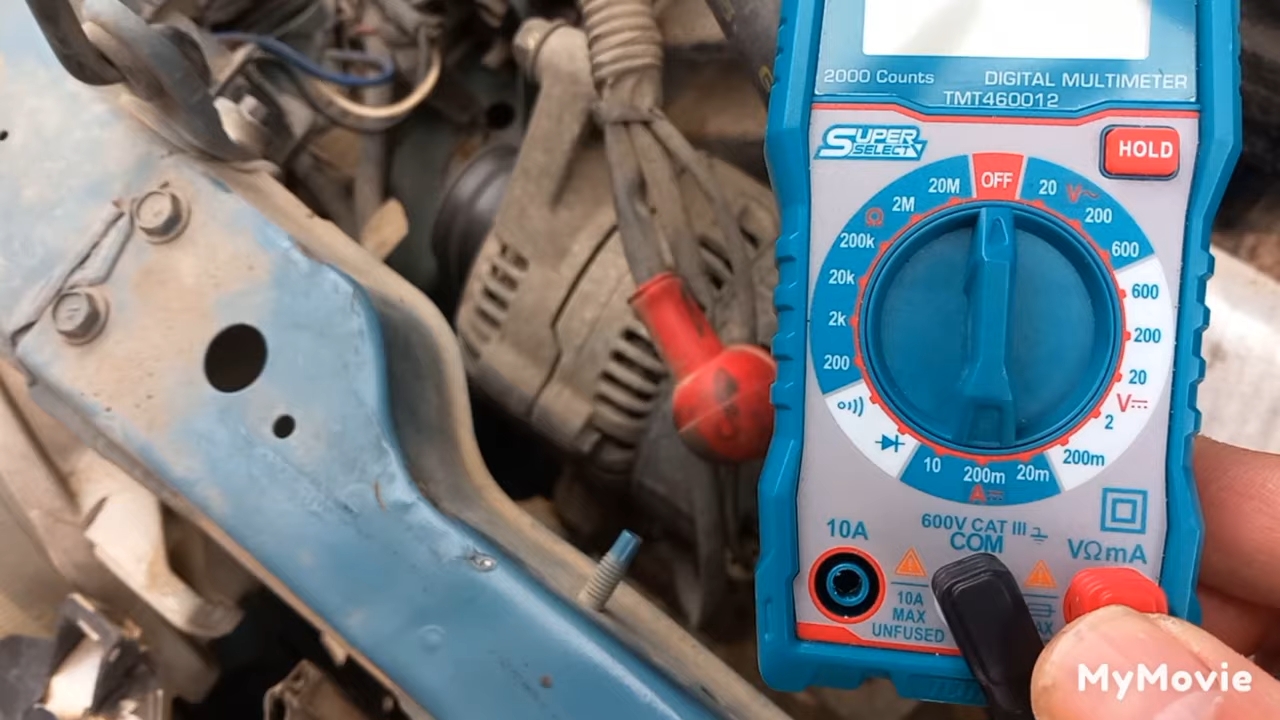 2000 Counts
DIGITAL MULTIMETER
TMT460012
SUPER
SELECT
HOLD
OFF
20 V~
200
600
600
200
20
V
2
200m
20m
200m
A
10
200
2k
20k
200k
Ω
2M
20M
10A
600V CAT III
COM
VΩmA
10A
MAX
UNFUSED
MyMovie